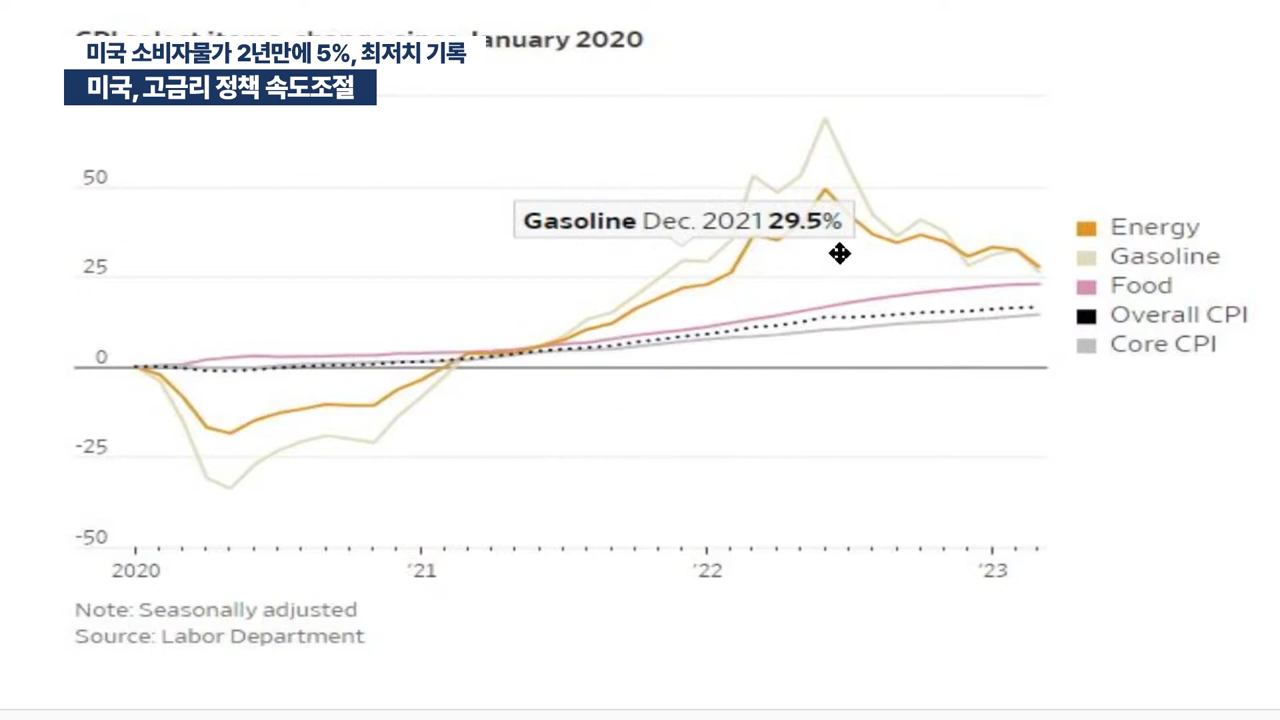 January 2020
미국 소비자물가 2년만에 5%, 최저치 기록
미국, 고금리 정책 속도조절
50
Gasoline Dec. 2021 29.5%
25
0
-25
-50
2020 '21 '22 '23
Energy
Gasoline
Food
Overall CPI
Core CPI
Note: Seasonally adjusted
Source: Labor Department